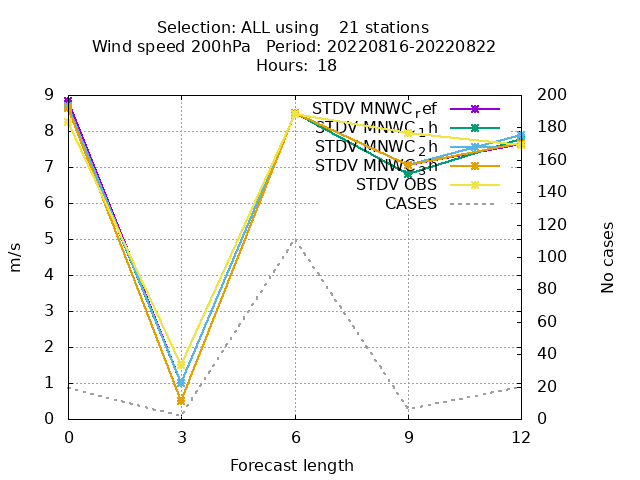 Selection: ALL using    21 stations
Wind speed 200hPa   Period: 20220816-20220822
Hours:  18
9 8 7 6 5 4 3 2 1 0
m/s
STDV MNWC_ref
STDV MNWC_1h
STDV MNWC_2h
STDV MNWC_3h
STDV OBS
CASES
200 180 160 140 120 100 80 60 40 20 0
No cases
0 3 6 9 12
Forecast length